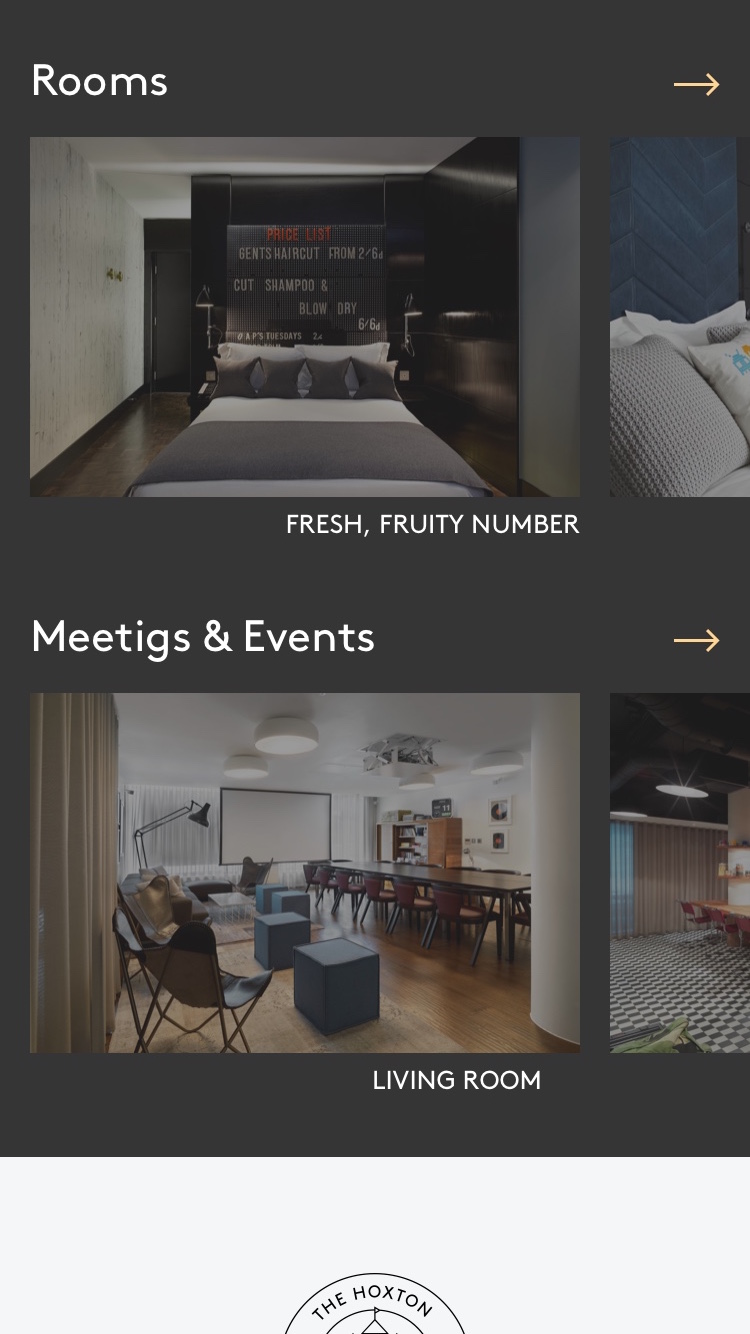 Rooms
PRICE LIST
GENTS HAIRCUT FROM 2/6d
CUT SHAMPOO &
BLOW DRY
6/6d
O A P'S TUESDAYS 2/-
FRESH, FRUITY NUMBER
Meetigs & Events
LIVING ROOM
THE HOXTON